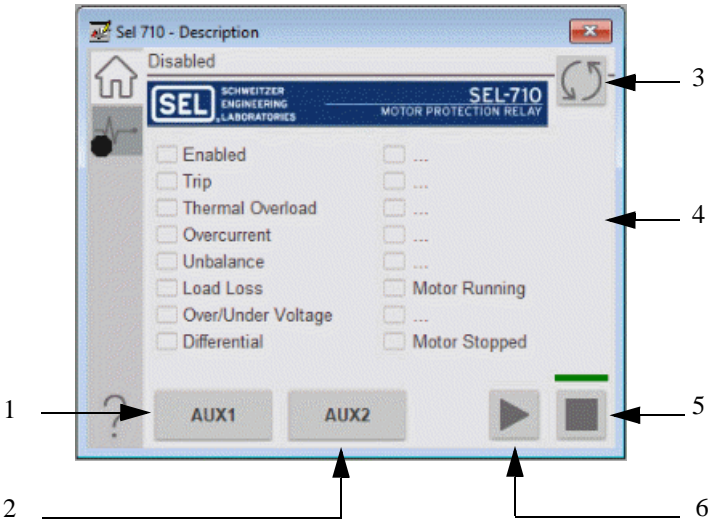 Sel 710 - Description
Disabled
3
SEL SCHWEITZER ENGINEERING LABORATORIES
SEL-710
MOTOR PROTECTION RELAY
Enabled ...
Trip ...
Thermal Overload ...
4
Overcurrent ...
Unbalance ...
Load Loss Motor Running
Over/Under Voltage ...
Differential Motor Stopped
1
?
AUX1 AUX2
5
2
6